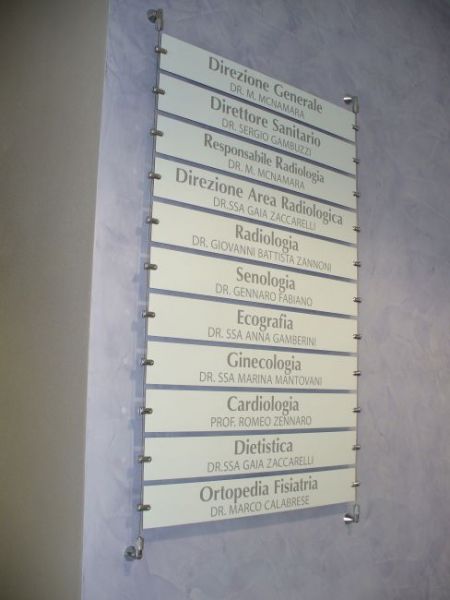 Direzione Generale
DR. M. MCNAMARA
Direttore Sanitario
DR. SERGIO GAMBUZZI
Responsabile Radiologia
DR. M. MCNAMARA
Direzione Area Radiologica
DR.SSA GAIA ZACCARELLI
Radiologia
DR. GIOVANNI BATTISTA ZANNONI
Senologia
DR. GENNARO FABIANO
Ecografia
DR. SSA ANNA GAMBERINI
Ginecologia
DR. SSA MARINA MANTOVANI
Cardiologia
PROF. ROMEO ZENNARO
Dietistica
DR.SSA GAIA ZACCARELLI
Ortopedia Fisiatria
DR. MARCO CALABRESE